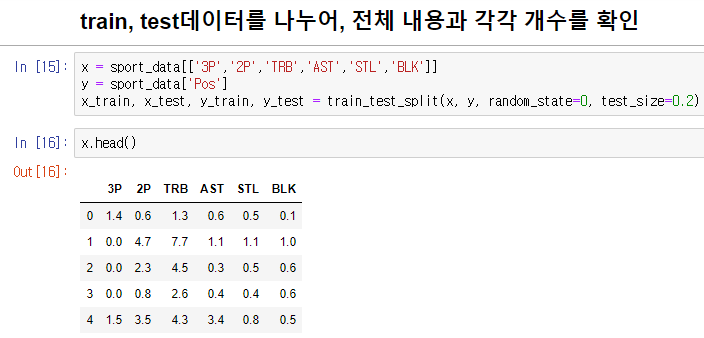 train, test데이터를 나누어, 전체 내용과 각각 개수를 확인
In [15]: x = sport_data[['3P','2P','TRB','AST','STL','BLK']]
y = sport_data['Pos']
x_train, x_test, y_train, y_test = train_test_split(x, y, random_state=0, test_size=0.2)
In [16]: x.head()
Out[16]:
3P 2P TRB AST STL BLK
0 1.4 0.6 1.3 0.6 0.5 0.1
1 0.0 4.7 7.7 1.1 1.1 1.0
2 0.0 2.3 4.5 0.3 0.5 0.6
3 0.0 0.8 2.6 0.4 0.4 0.6
4 1.5 3.5 4.3 3.4 0.8 0.5